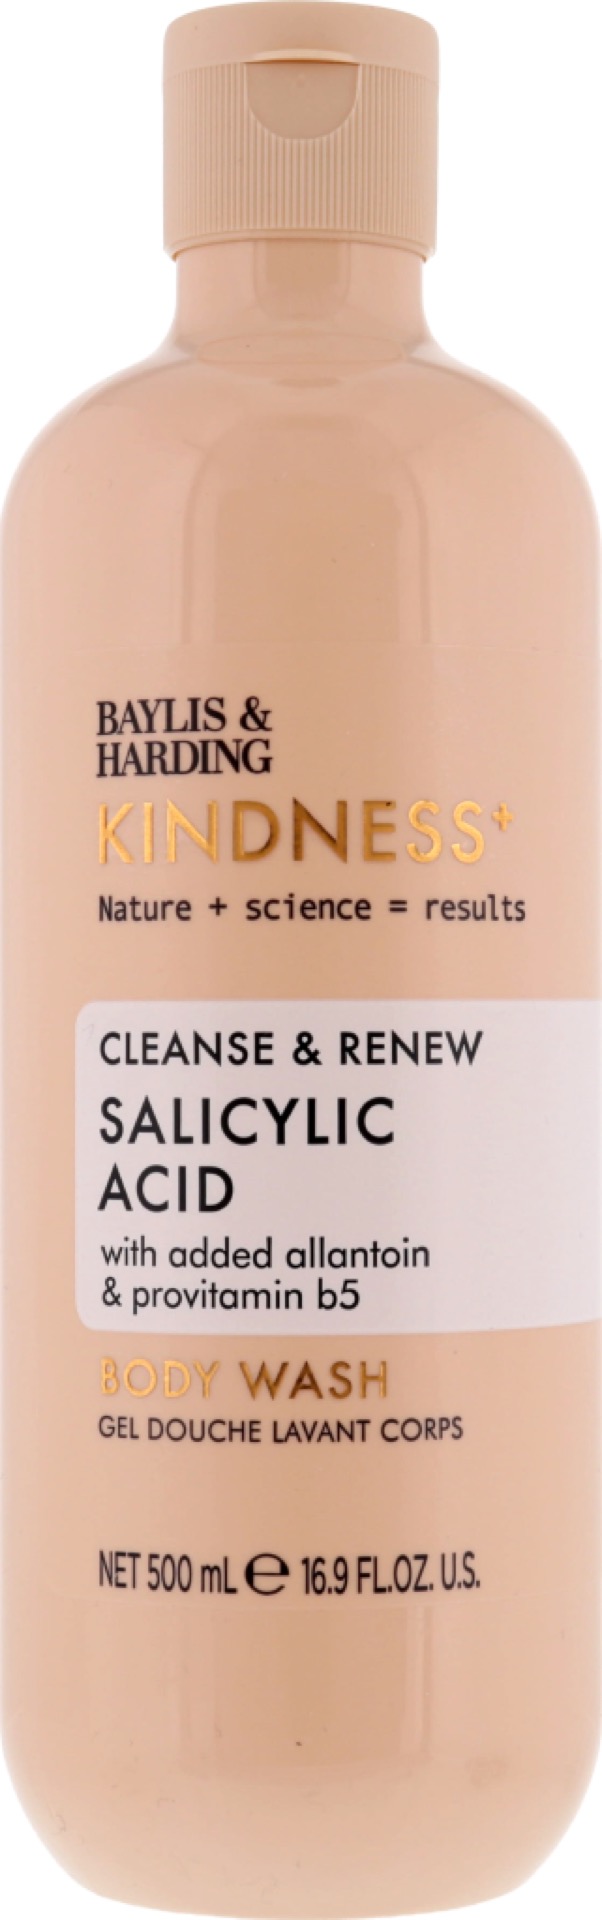 BAYLIS &
HARDING
KINDNESS+
Nature + science = results
CLEANSE & RENEW
SALICYLIC
ACID
with added allantoin
& provitamin b5
BODY WASH
GEL DOUCHE LAVANT CORPS
NET 500 mL ℮ 16.9 FL.OZ. U.S.